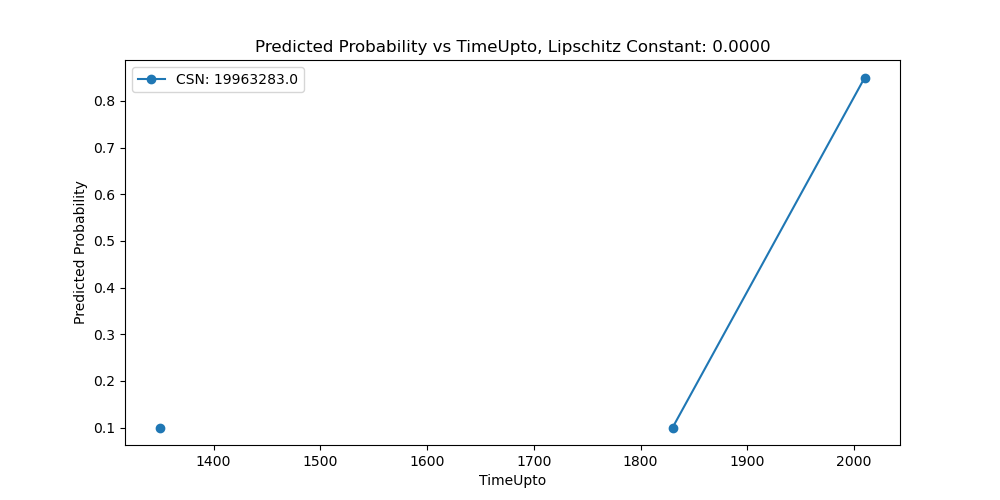 Predicted Probability vs TimeUpto, Lipschitz Constant: 0.0000
CSN: 19963283.0
Predicted Probability
0.8
0.7
0.6
0.5
0.4
0.3
0.2
0.1
1400 1500 1600 1700 1800 1900 2000
TimeUpto